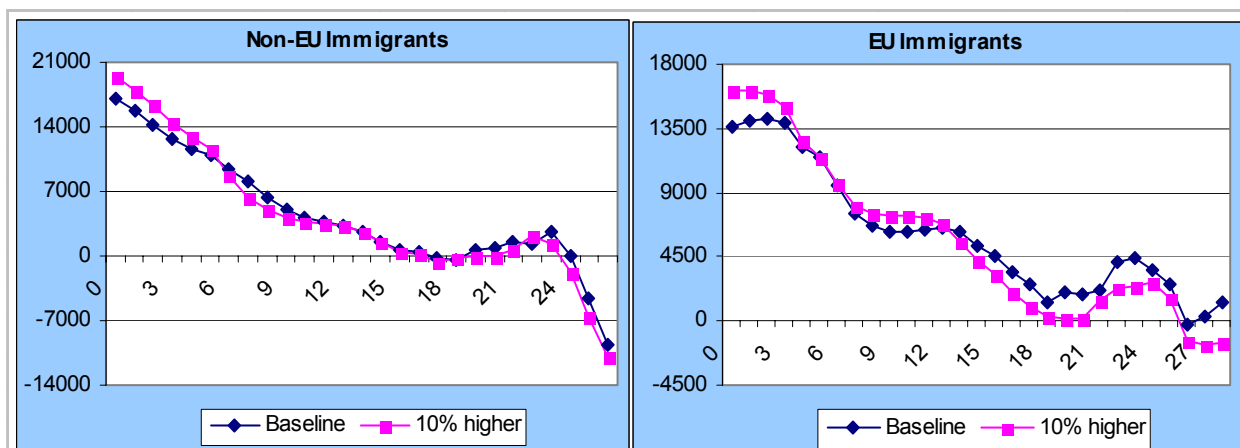 Non-EU Immigrants
21000
14000
7000
0
-7000
-14000
0 3 6 9 12 15 18 21 24
Baseline 10% higher
EU Immigrants
18000
13500
9000
4500
0
-4500
0 3 6 9 12 15 18 21 24 27
Baseline 10% higher